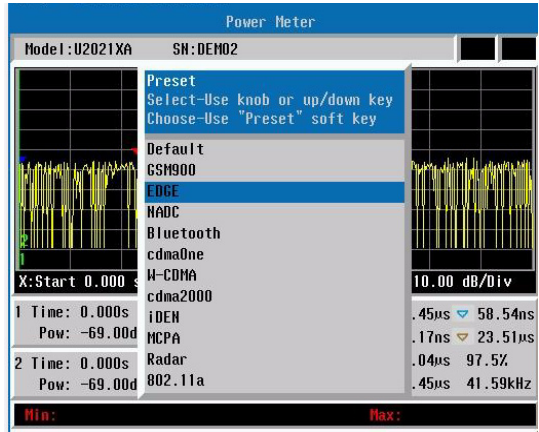 Power Meter
Model:U2021XA SN:DEMO2
Preset
Select-Use knob or up/down key
Choose-Use "Preset" soft key
Default
GSM900
EDGE
NADC
Bluetooth
cdmaOne
W-CDMA
cdma2000
iDEN
MCPA
Radar
802.11a
2
1
X:Start 0.000 s
10.00 dB/Div
1 Time: 0.000s
Pow: -69.00d
2 Time: 0.000s
Pow: -69.00d
.45µs 58.54ns
.17ns 23.51µs
.04µs 97.5%
.45µs 41.59kHz
Min: Max: